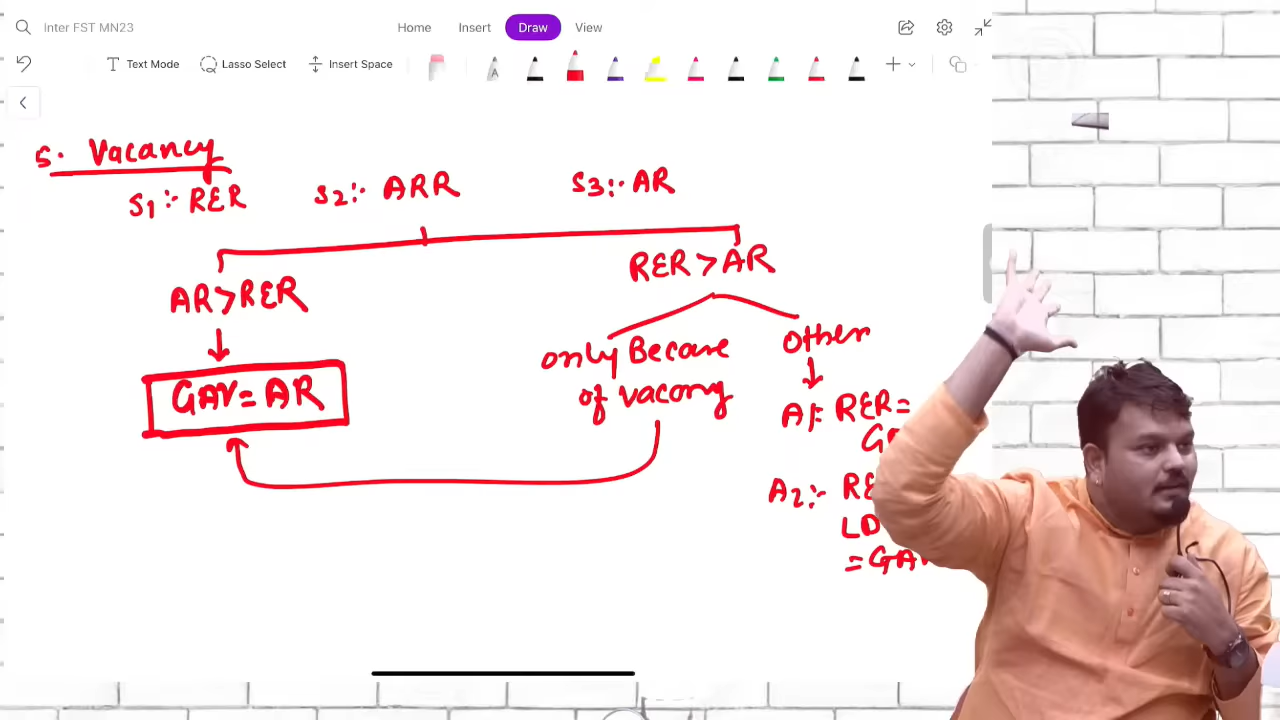 Inter FST MN23
Home Insert Draw View
Text Mode Lasso Select Insert Space
5. Vacancy
S1:- RER S2:- ARR S3:- AR
AR>RER
RER>AR
GAV=AR
only Because
of vacancy
Other
A1: RER=
A2:- RE
LD
=GAV